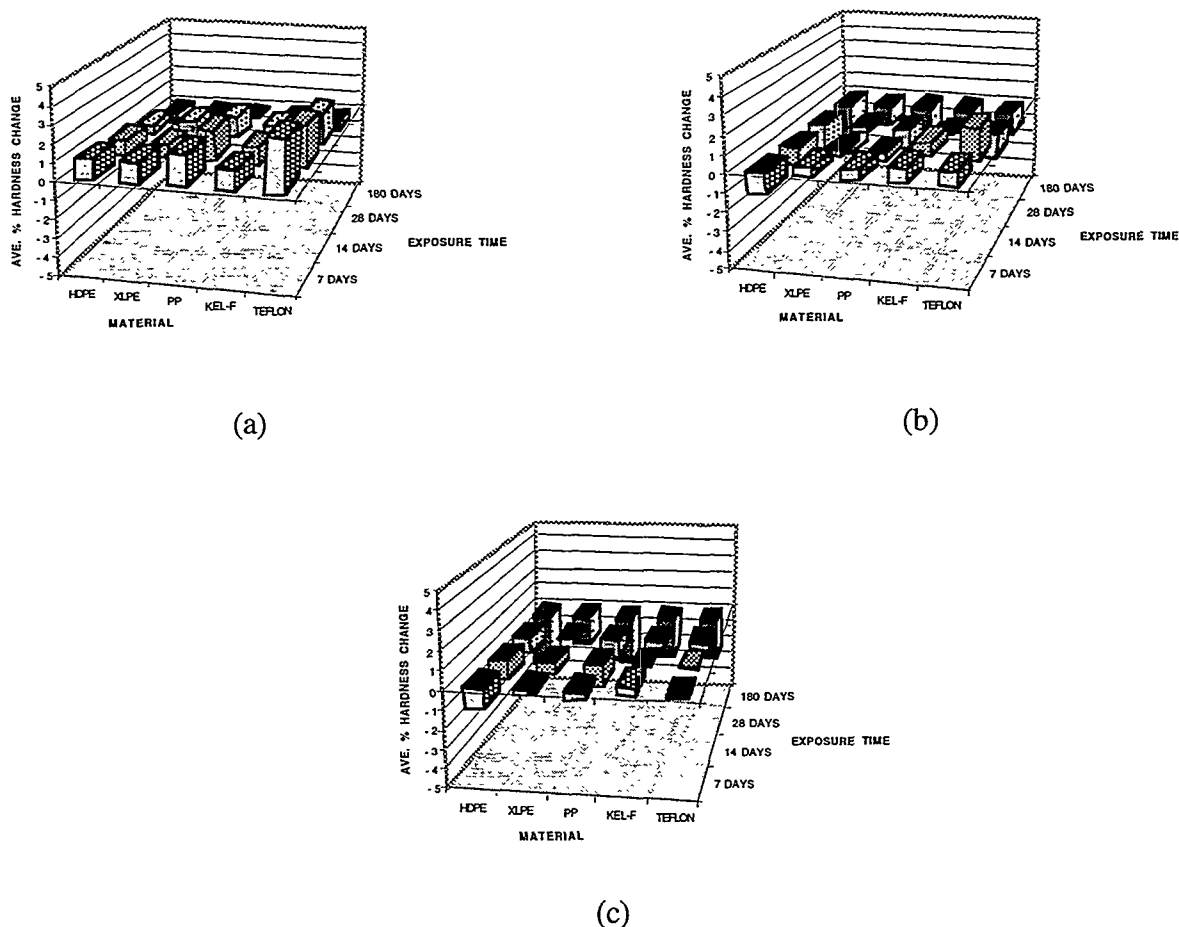 5
4
3
2
1
0
-1
-2
-3
-4
-5
AVE. % HARDNESS CHANGE
HDPE
XLPE
PP
KEL-F
TEFLON
MATERIAL
180 DAYS
28 DAYS
14 DAYS
7 DAYS
EXPOSURE TIME
(a)
5
4
3
2
1
0
-1
-2
-3
-4
-5
AVE. % HARDNESS CHANGE
HDPE
XLPE
PP
KEL-F
TEFLON
MATERIAL
180 DAYS
28 DAYS
14 DAYS
7 DAYS
EXPOSURE TIME
(b)
5
4
3
2
1
0
-1
-2
-3
-4
-5
AVE. % HARDNESS CHANGE
HDPE
XLPE
PP
KEL-F
TEFLON
MATERIAL
180 DAYS
28 DAYS
14 DAYS
7 DAYS
EXPOSURE TIME
(c)